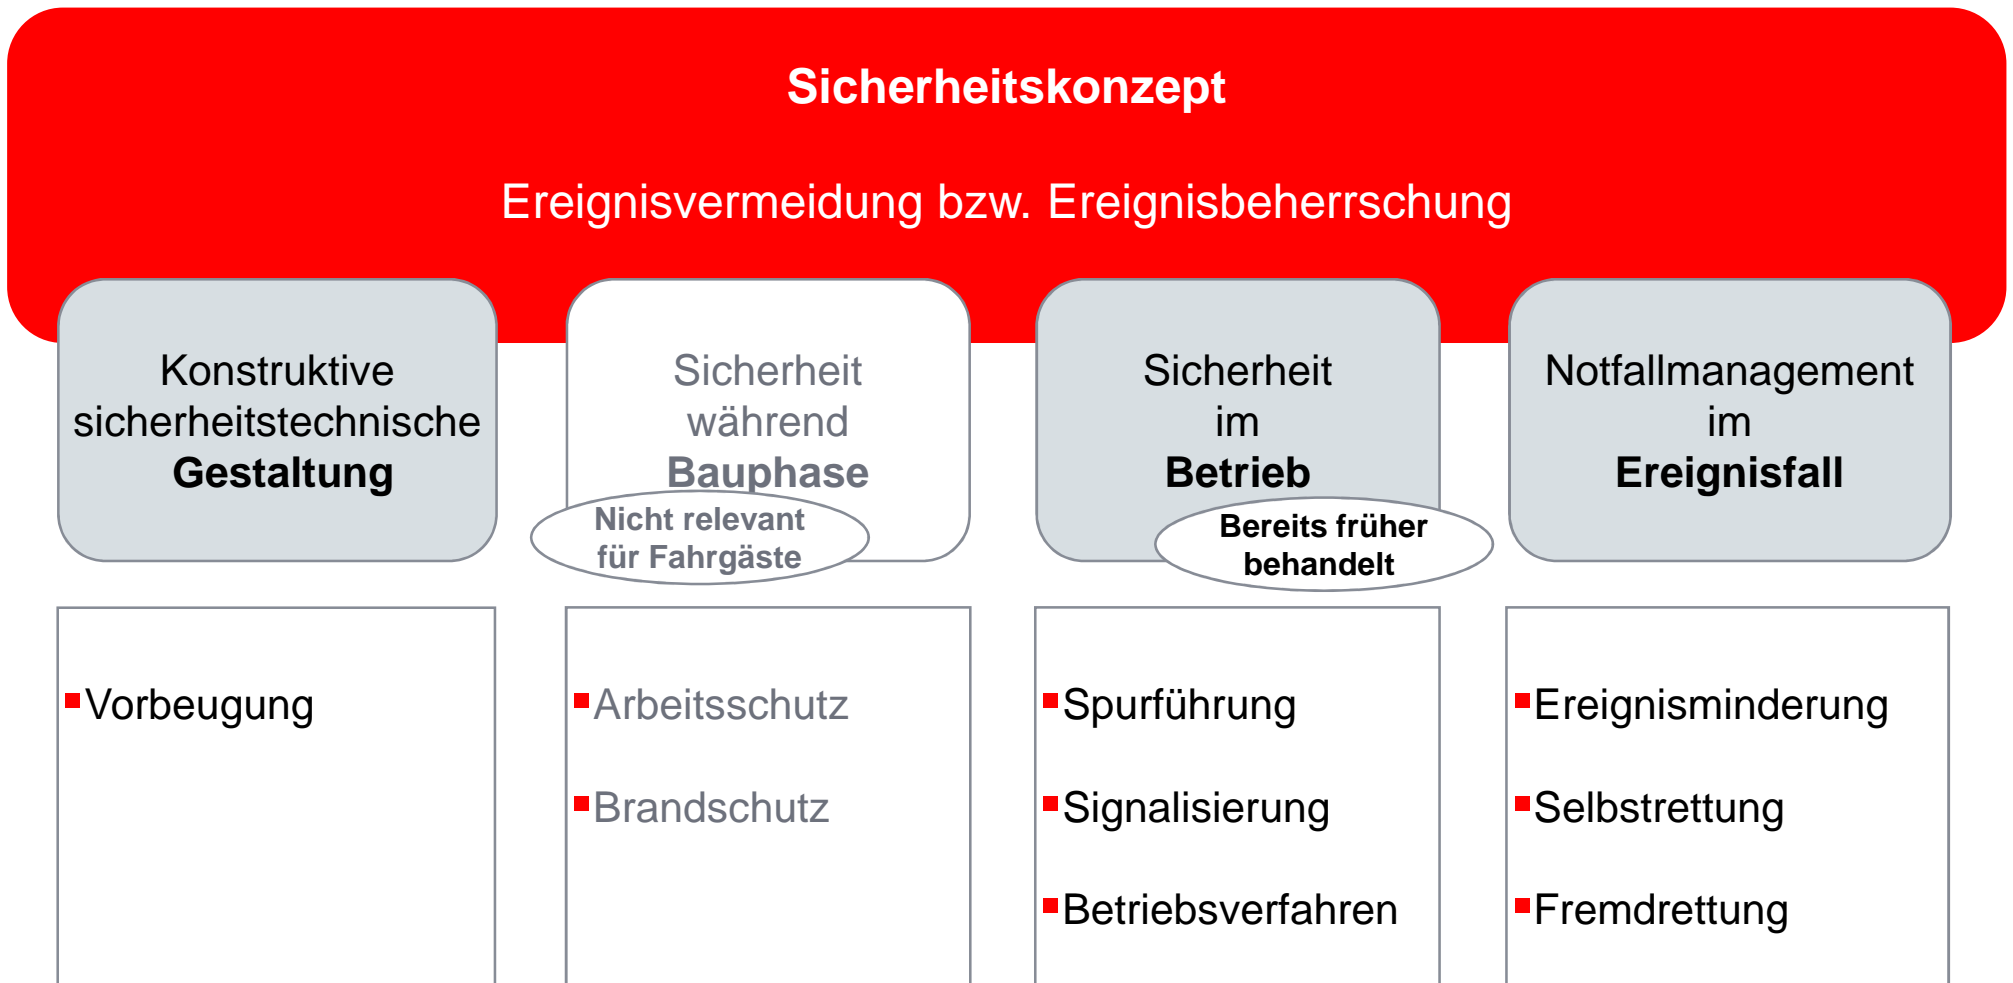 Sicherheitskonzept
Ereignisvermeidung bzw. Ereignisbeherrschung
Konstruktive
sicherheitstechnische
Gestaltung
Sicherheit
während
Bauphase
Nicht relevant
für Fahrgäste
Sicherheit
im
Betrieb
Bereits früher
behandelt
Notfallmanagement
im
Ereignisfall
Vorbeugung
Arbeitsschutz
Brandschutz
Spurführung
Signalisierung
Betriebsverfahren
Ereignisminderung
Selbstrettung
Fremdrettung